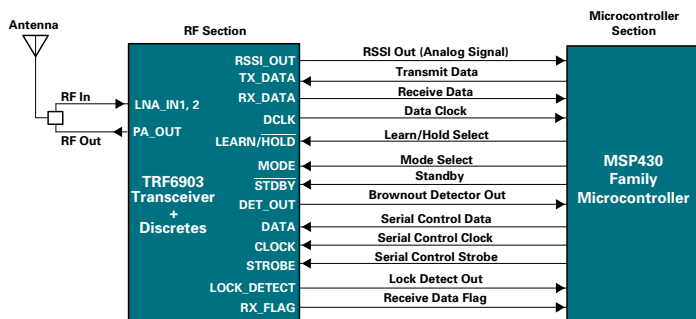 Antenna
RF Section
Microcontroller
Section
RSSI_OUT
RSSI Out (Analog Signal)
TX_DATA
Transmit Data
RF In
LNA_IN1, 2
RX_DATA
Receive Data
DCLK
Data Clock
RF Out
PA_OUT
LEARN/HOLD
Learn/Hold Select
MODE
Mode Select
TRF6903
Transceiver
+
Discretes
STDBY
Standby
MSP430
Family
Microcontroller
DET_OUT
Brownout Detector Out
DATA
Serial Control Data
CLOCK
Serial Control Clock
STROBE
Serial Control Strobe
LOCK_DETECT
Lock Detect Out
RX_FLAG
Receive Data Flag